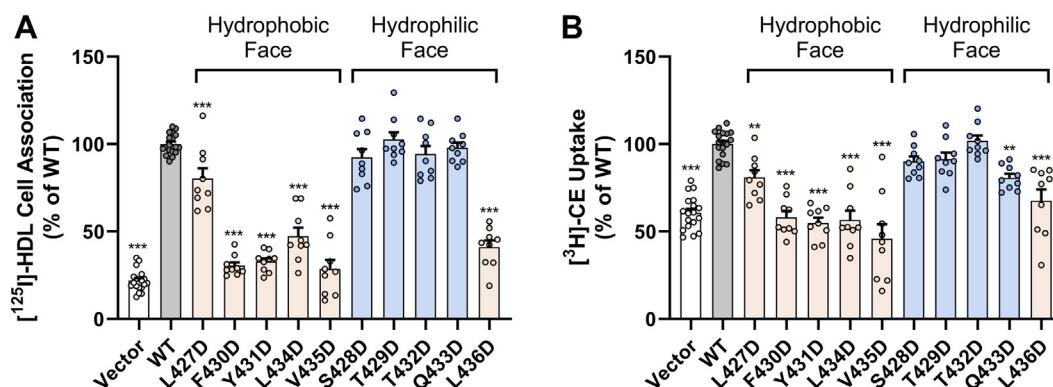 A
Hydrophobic
Face
Hydrophilic
Face
[¹²⁵I]-HDL Cell Association
(% of WT)
150
100
50
0
***
***
***
***
***
***
***
Vector
WT
L427D
F430D
Y431D
L434D
V435D
S428D
T429D
T432D
Q433D
L436D
B
Hydrophobic
Face
Hydrophilic
Face
[³H]-CE Uptake
(% of WT)
150
100
50
0
***
**
***
***
***
***
**
***
Vector
WT
L427D
F430D
Y431D
L434D
V435D
S428D
T429D
T432D
Q433D
L436D